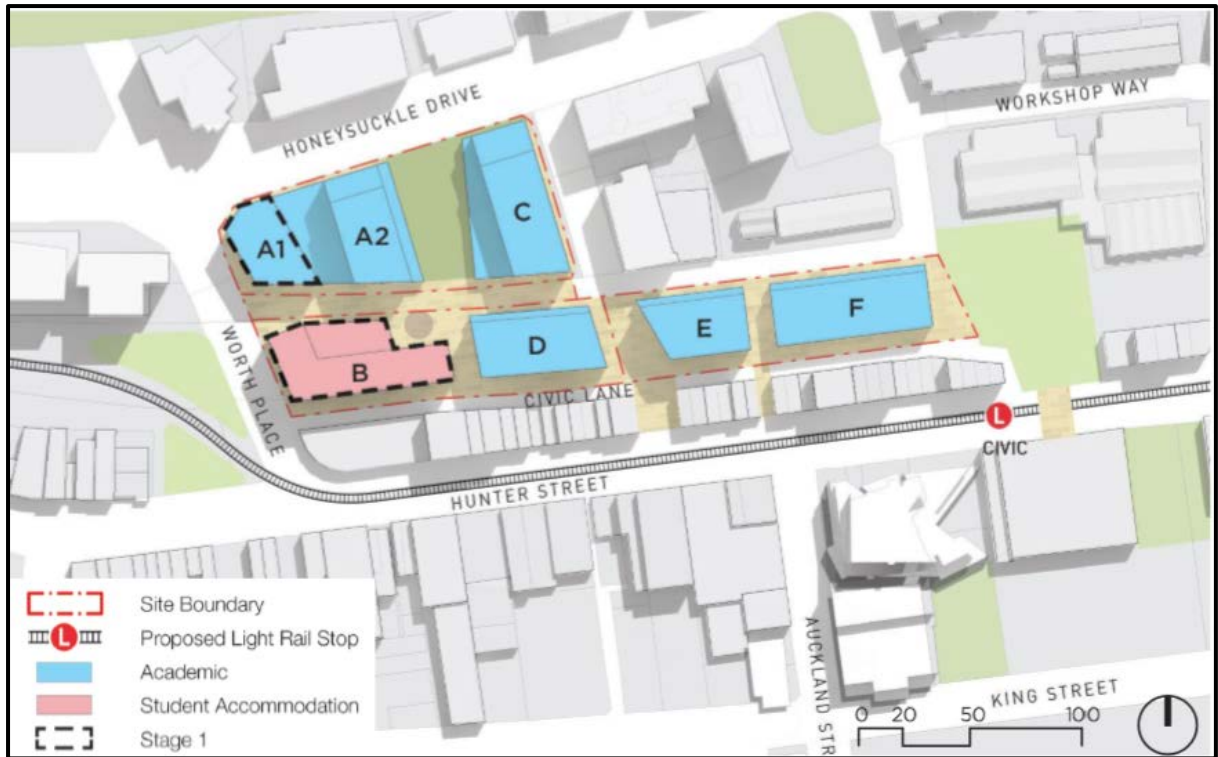 HONEYSUCKLE DRIVE
WORKSHOP WAY
A1
A2
C
B
D
E
F
WORTH PLACE
CIVIC LANE
L
CIVIC
HUNTER STREET
AUCKLAND STR
KING STREET
Site Boundary
L Proposed Light Rail Stop
Academic
Student Accommodation
Stage 1
0 20 50 100